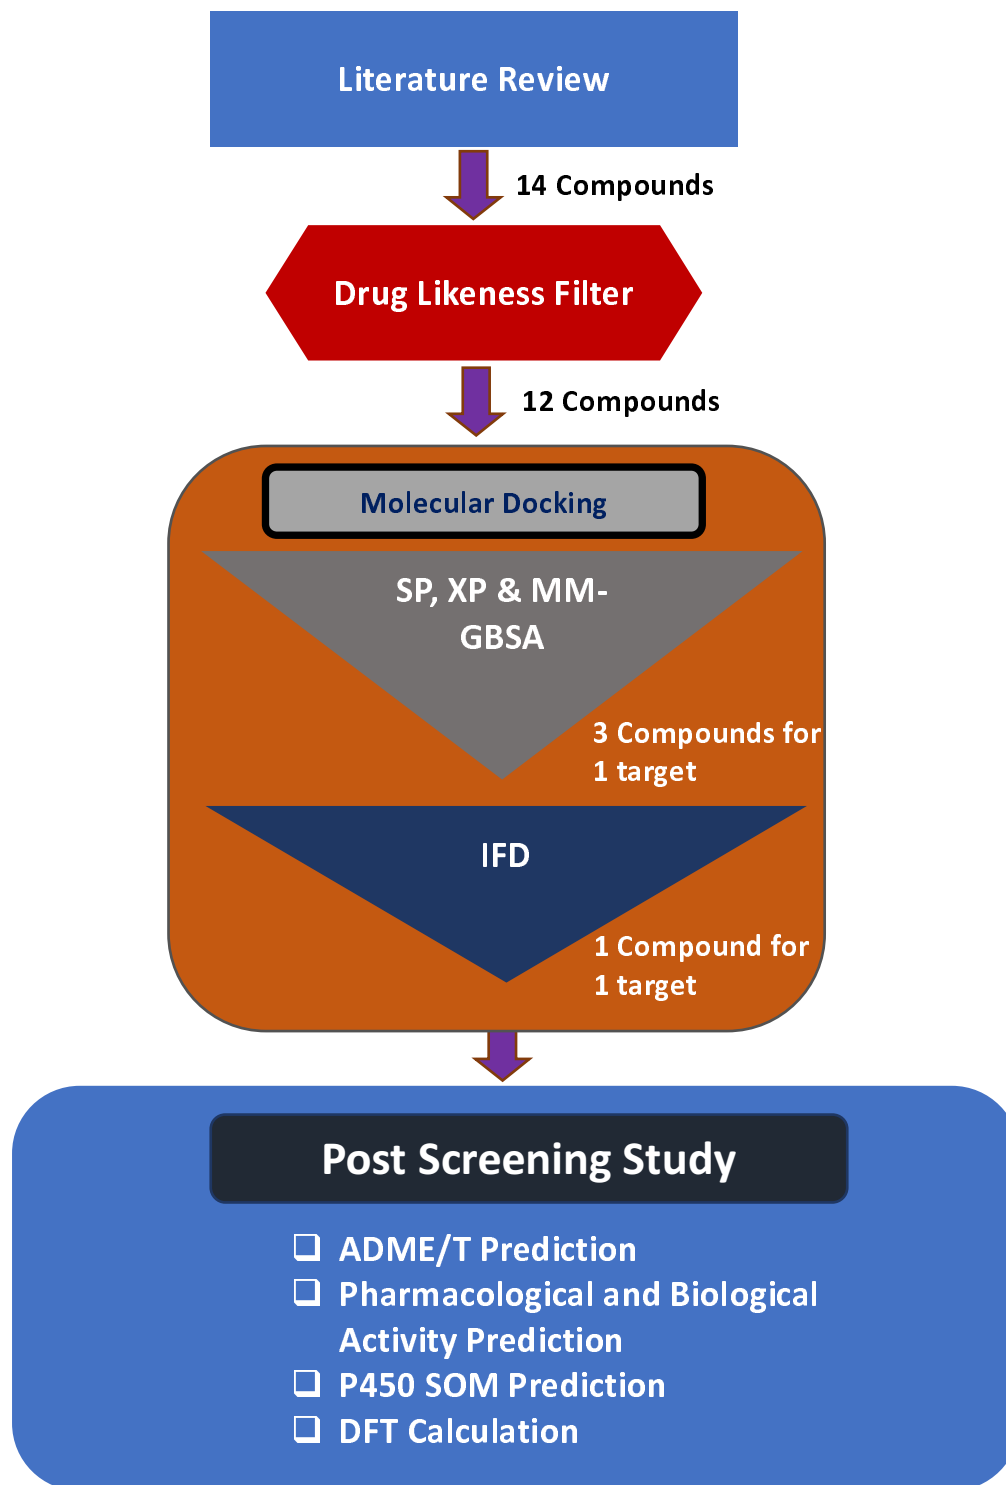 Literature Review
14 Compounds
Drug Likeness Filter
12 Compounds
Molecular Docking
SP, XP & MM-
GBSA
3 Compounds for
1 target
IFD
1 Compound for
1 target
Post Screening Study
❑ ADME/T Prediction
❑ Pharmacological and Biological
Activity Prediction
❑ P450 SOM Prediction
❑ DFT Calculation